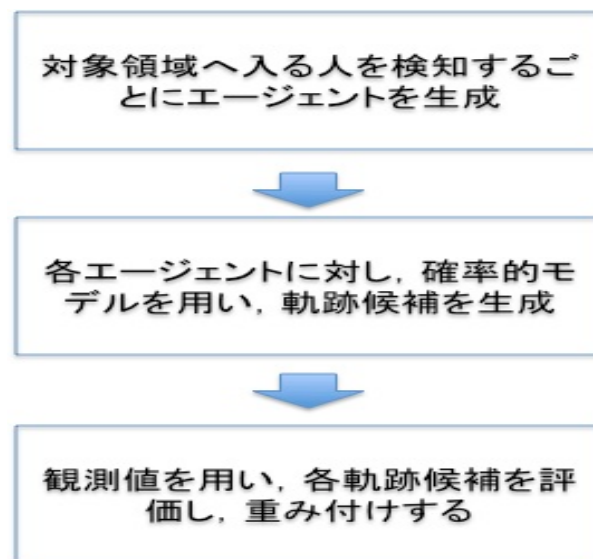 対象領域へ入る人を検知するご
とにエージェントを生成
各エージェントに対し, 確率的モ
デルを用い, 軌跡候補を生成
観測値を用い, 各軌跡候補を評
価し, 重み付けする